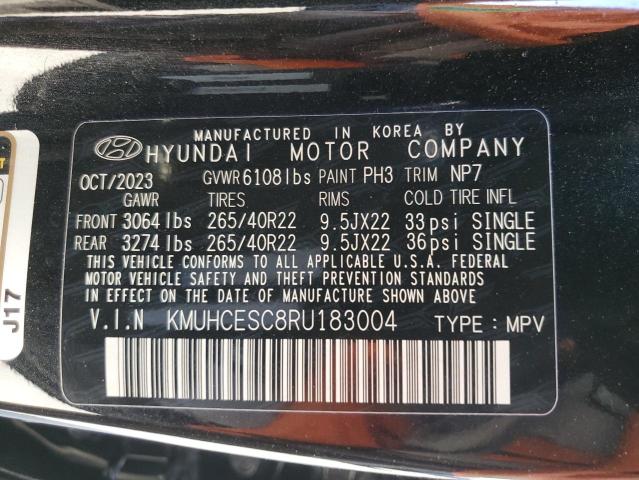 MANUFACTURED IN KOREA BY
HYUNDAI MOTOR COMPANY
OCT/2023 GVWR 6108lbs PAINT PH3 TRIM NP7
GAWR TIRES RIMS COLD TIRE INFL
FRONT 3064lbs 265/40R22 9.5JX22 33psi SINGLE
REAR 3274lbs 265/40R22 9.5JX22 36psi SINGLE
THIS VEHICLE CONFORMS TO ALL APPLICABLE U.S.A. FEDERAL
MOTOR VEHICLE SAFETY AND THEFT PREVENTION STANDARDS
IN EFFECT ON THE DATE OF MANUFACTURE SHOWN ABOVE.
V.I.N KMUHCESC8RU183004 TYPE : MPV
J17